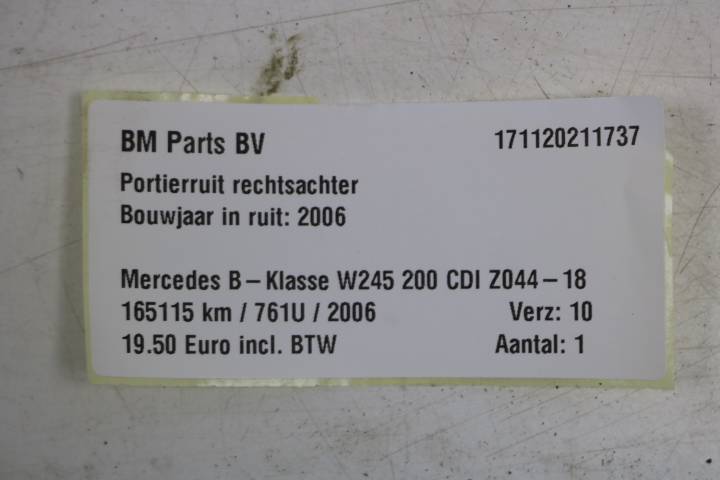 BM Parts BV 171120211737
Portierruit rechtsachter
Bouwjaar in ruit: 2006
Mercedes B-Klasse W245 200 CDI Z044-18
165115 km / 761U / 2006 Verz: 10
19.50 Euro incl. BTW Aantal: 1